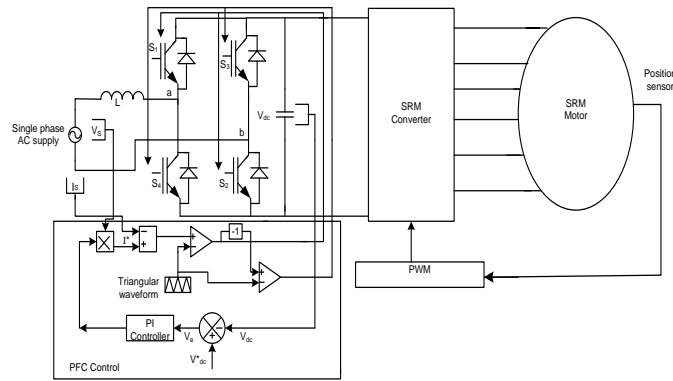 S1
S3
a
L
Vdc
b
Single phase
AC supply
VS
IS
S4
S2
SRM
Converter
SRM
Motor
Position
sensor
PWM
-
+
I*
X
+
-
-1
+
-
Triangular
waveform
PI
Controller
Ve
-
+
Vdc
V*dc
PFC Control